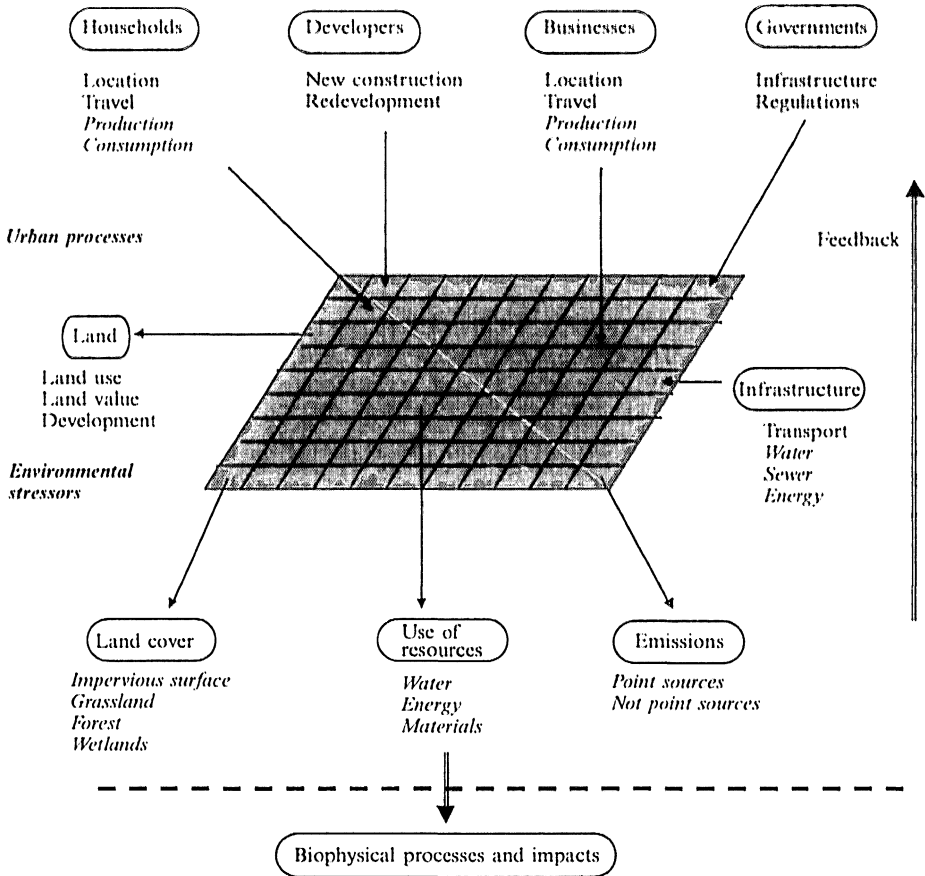 Households
Developers
Businesses
Governments
Location
Travel
Production
Consumption
New construction
Redevelopment
Location
Travel
Production
Consumption
Infrastructure
Regulations
Urban processes
Feedback
Land
Land use
Land value
Development
Infrastructure
Transport
Water
Sewer
Energy
Environmental
stressors
Land cover
Impervious surface
Grassland
Forest
Wetlands
Use of
resources
Water
Energy
Materials
Emissions
Point sources
Not point sources
Biophysical processes and impacts